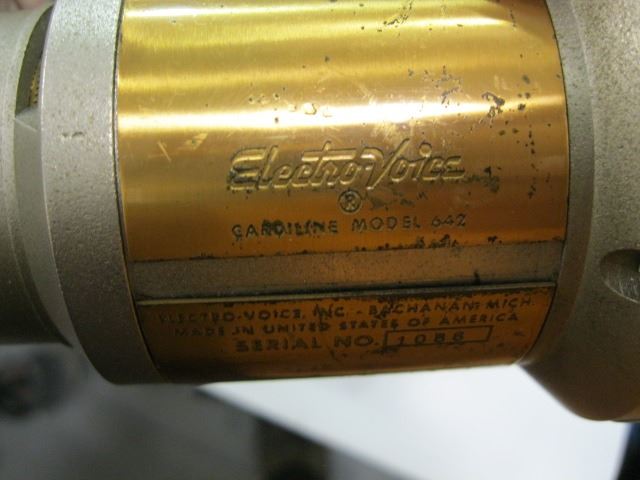 Electro-Voice
®
CARDILINE MODEL 642
ELECTRO-VOICE, INC. - BUCHANAN, MICH.
MADE IN UNITED STATES OF AMERICA
SERIAL NO. 1086